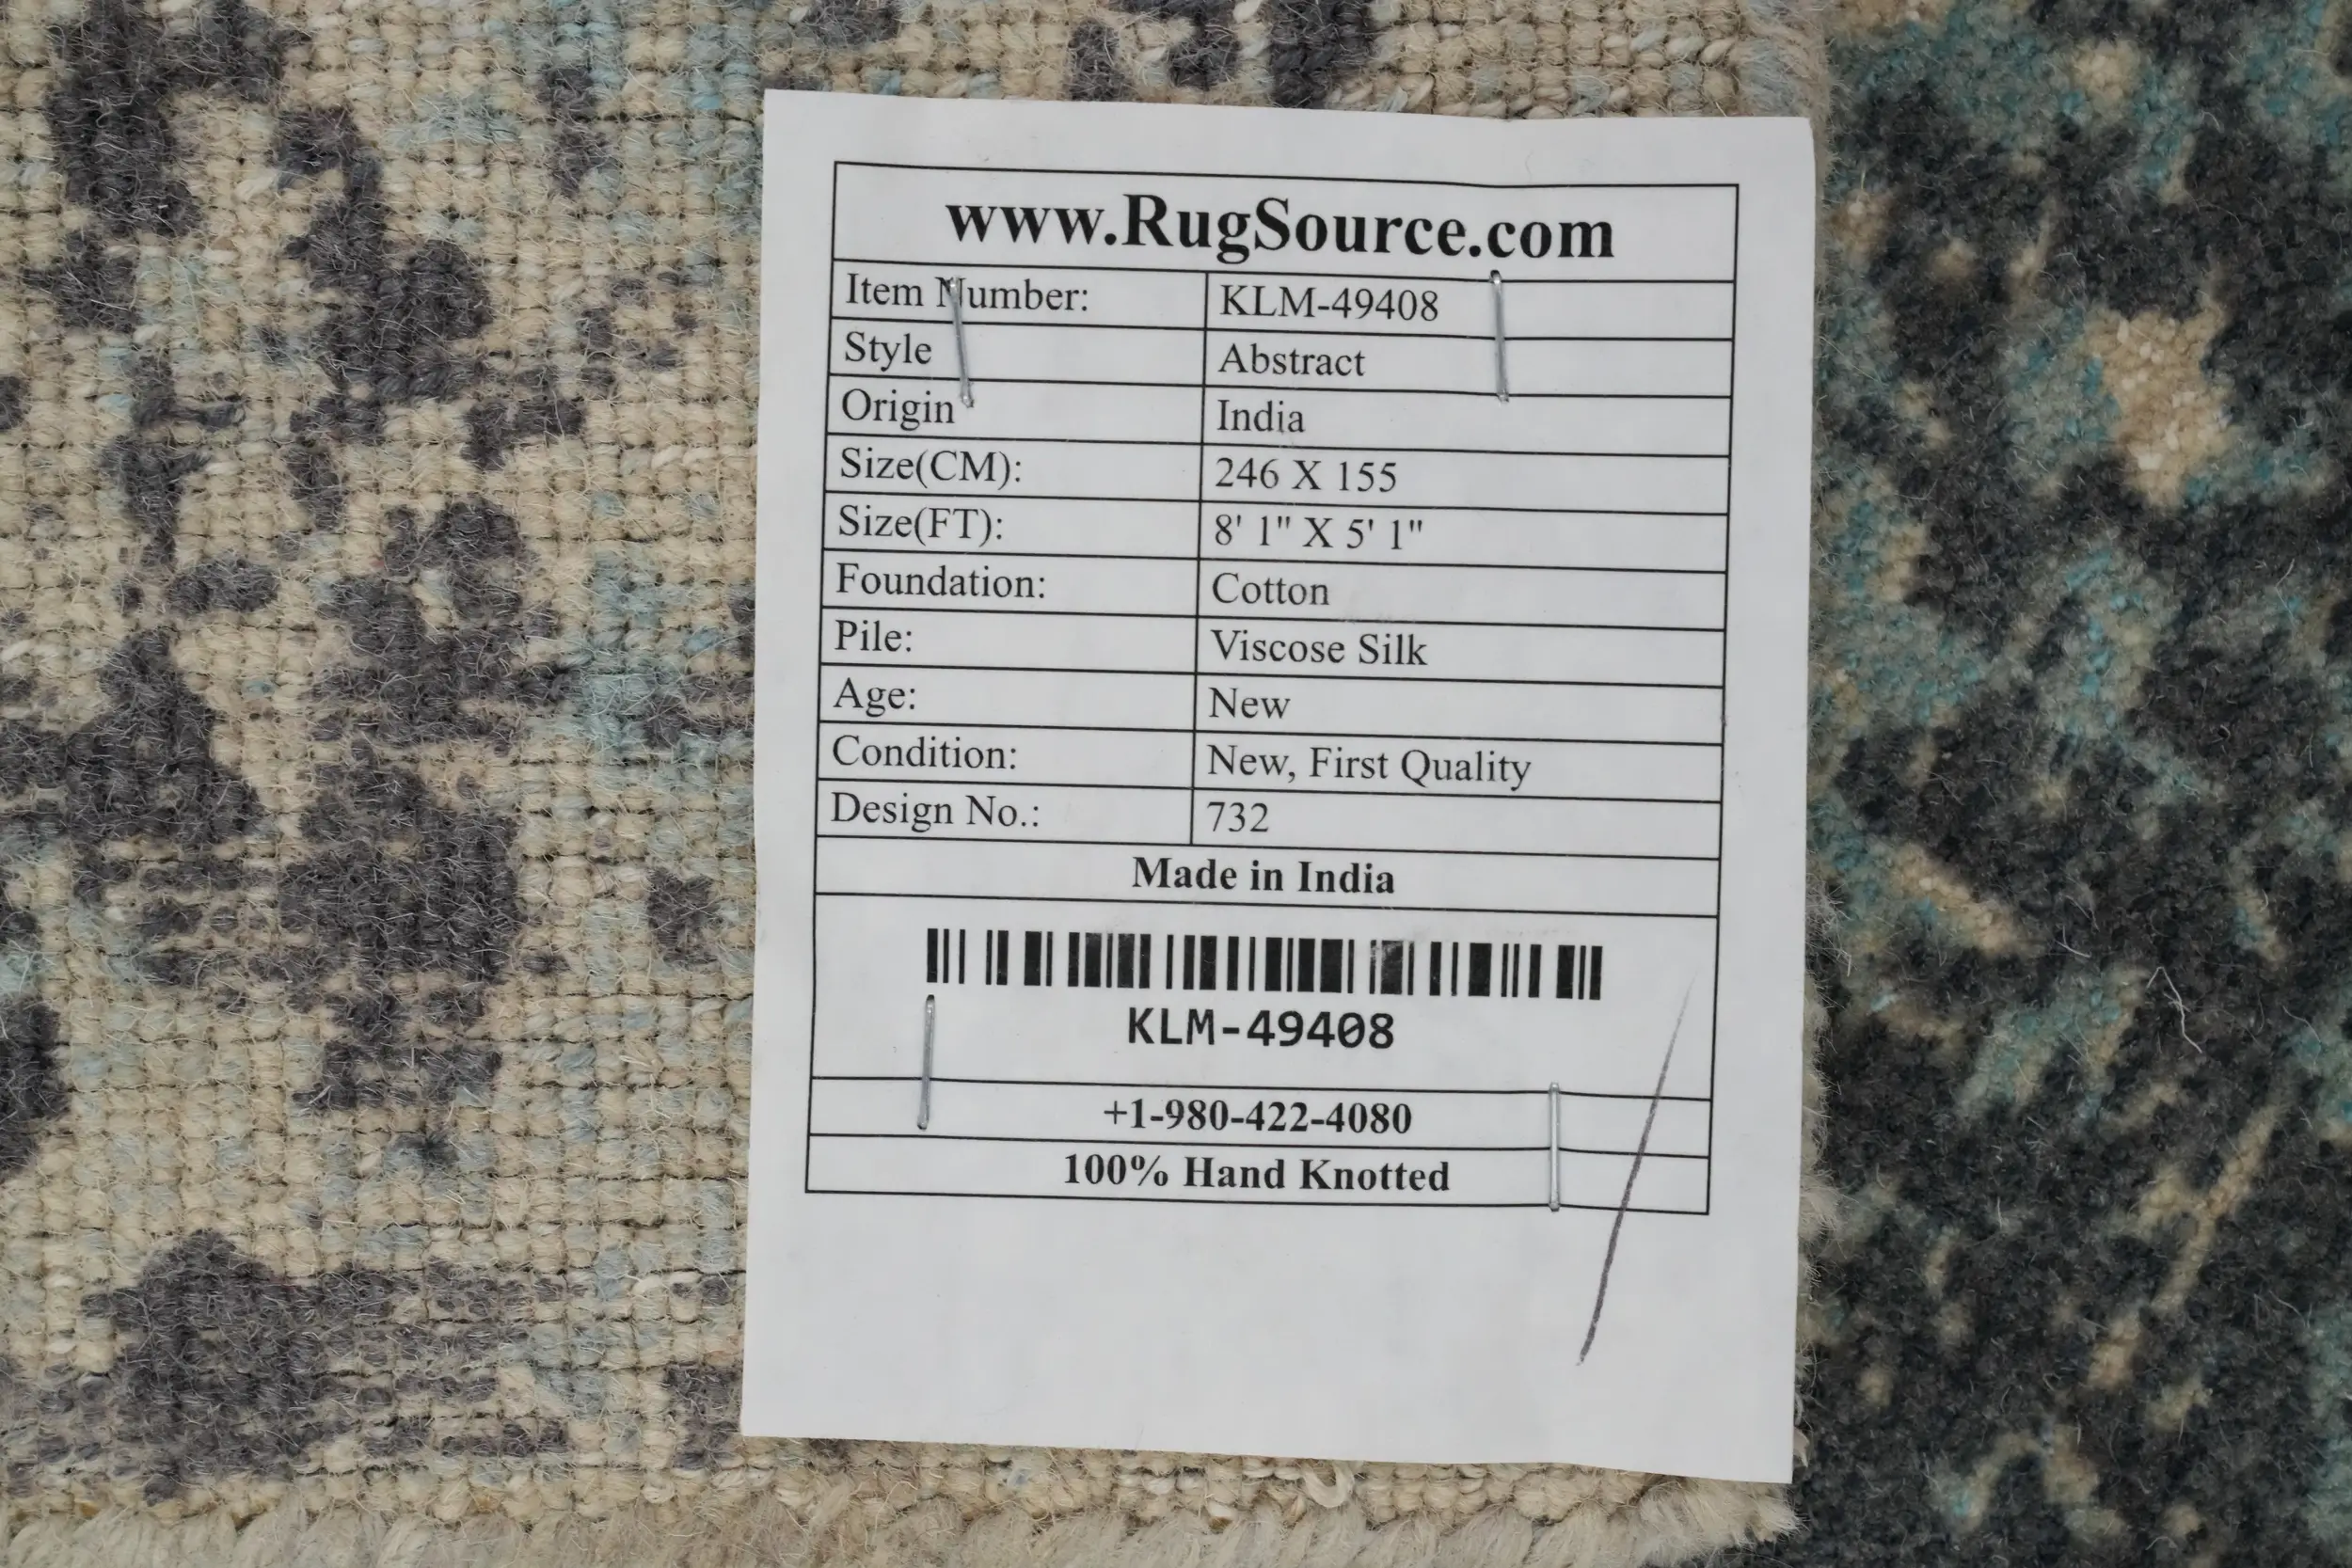 www.RugSource.com
Item Number: KLM-49408
Style Abstract
Origin India
Size(CM): 246 X 155
Size(FT): 8' 1" X 5' 1"
Foundation: Cotton
Pile: Viscose Silk
Age: New
Condition: New, First Quality
Design No.: 732
Made in India
KLM-49408
+1-980-422-4080
100% Hand Knotted